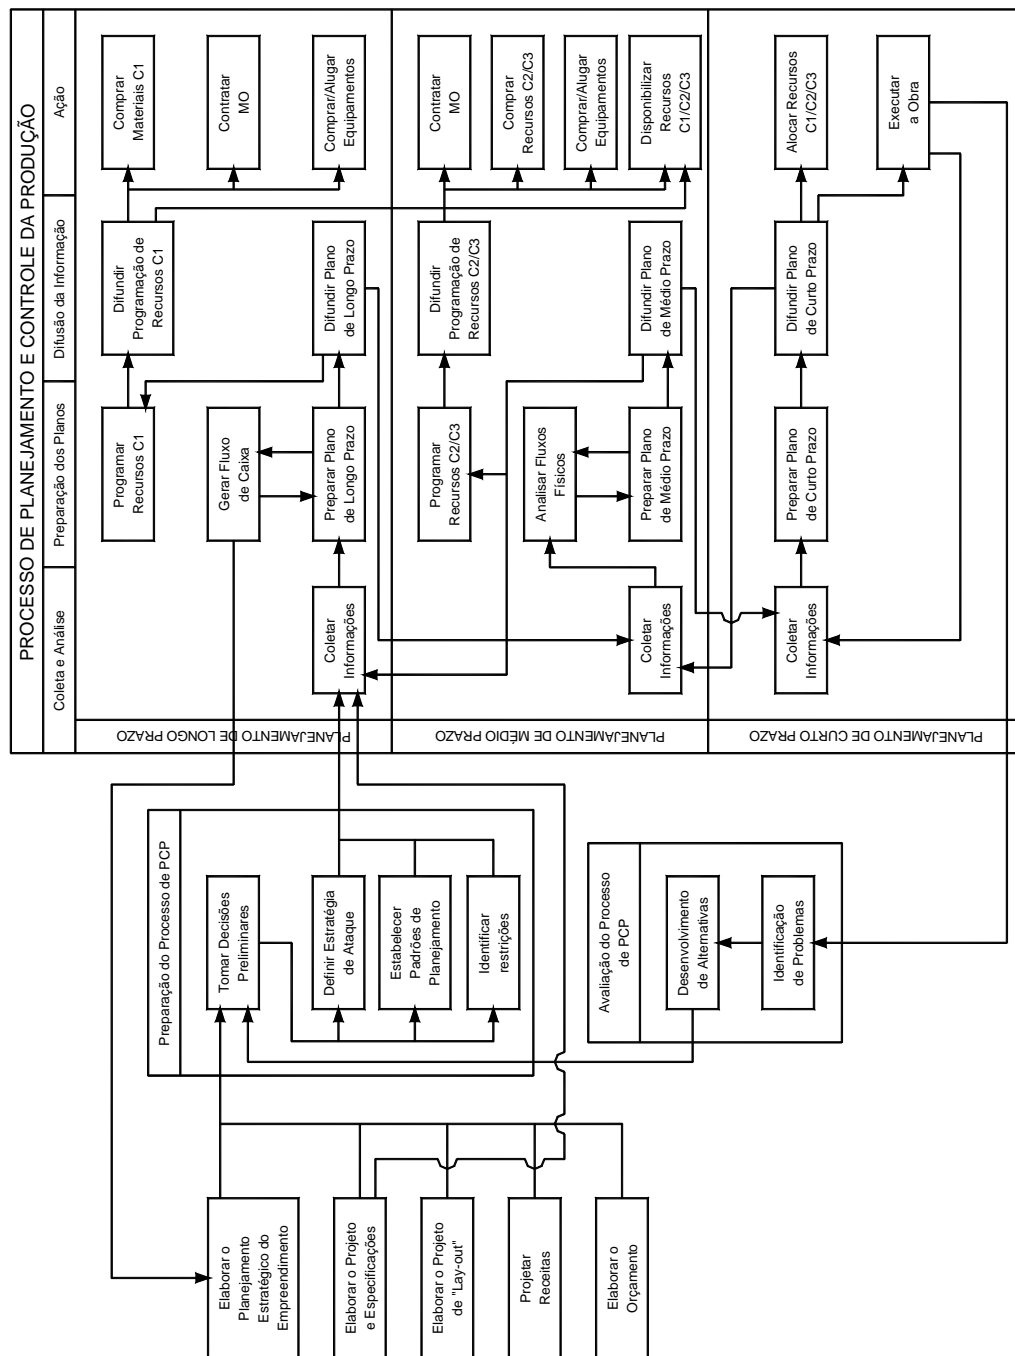 Elaborar o
Planejamento
Estratégico do
Empreendimento
Elaborar o Projeto
e Especificações
Elaborar o Projeto
de "Lay-out"
Projetar
Receitas
Elaborar o
Orçamento
Preparação do Processo de PCP
Tomar Decisões
Preliminares
Definir Estratégia
de Ataque
Estabelecer
Padrões de
Planejamento
Identificar
restrições
Avaliação do Processo
de PCP
Desenvolvimento
de Alternativas
Identificação
de Problemas
PROCESSO DE PLANEJAMENTO E CONTROLE DA PRODUÇÃO
Coleta e Análise
Preparação dos Planos
Difusão da Informação
Ação
PLANEJAMENTO DE LONGO PRAZO
Programar
Recursos C1
Difundir
Programação de
Recursos C1
Comprar
Materiais C1
Gerar Fluxo
de Caixa
Contratar
MO
Coletar
Informações
Preparar Plano
de Longo Prazo
Difundir Plano
de Longo Prazo
Comprar/Alugar
Equipamentos
PLANEJAMENTO DE MÉDIO PRAZO
Programar
Recursos C2/C3
Difundir
Programação de
Recursos C2/C3
Contratar
MO
Comprar
Recursos C2/C3
Analisar Fluxos
Físicos
Comprar/Alugar
Equipamentos
Coletar
Informações
Preparar Plano
de Médio Prazo
Difundir Plano
de Médio Prazo
Disponibilizar
Recursos
C1/C2/C3
PLANEJAMENTO DE CURTO PRAZO
Coletar
Informações
Preparar Plano
de Curto Prazo
Difundir Plano
de Curto Prazo
Alocar Recursos
C1/C2/C3
Executar
a Obra